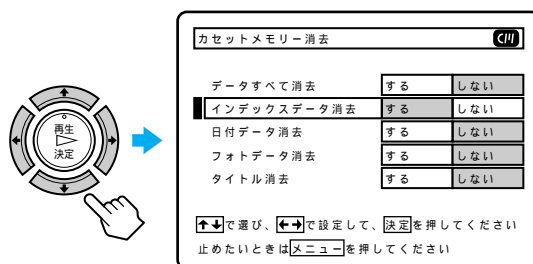 カセットメモリー消去 CM
データすべて消去 する しない
インデックスデータ消去 する しない
日付データ消去 する しない
フォトデータ消去 する しない
タイトル消去 する しない
再生
決定
↑↓で選び、←→で設定して、決定を押してください
止めたいときはメニューを押してください